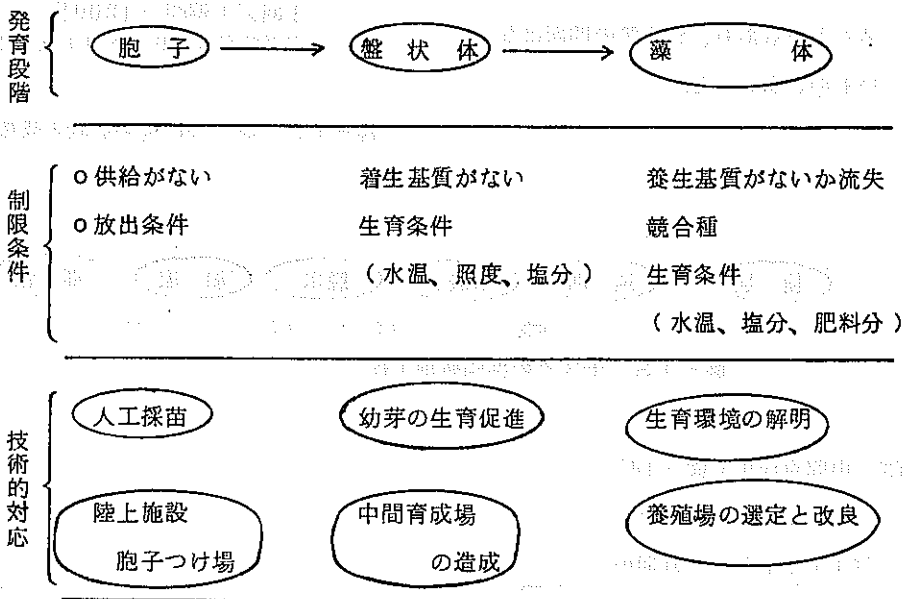 発育段階
胞子 → 盤状体 → 藻体
制限条件
o供給がない 着生基質がない 養生基質がないか流失
o放出条件 生育条件 競合種
(水温、照度、塩分) 生育条件
(水温、塩分、肥料分)
技術的対応
人工採苗 幼芽の生育促進 生育環境の解明
陸上施設 中間育成場 養殖場の選定と改良
胞子つけ場 の造成